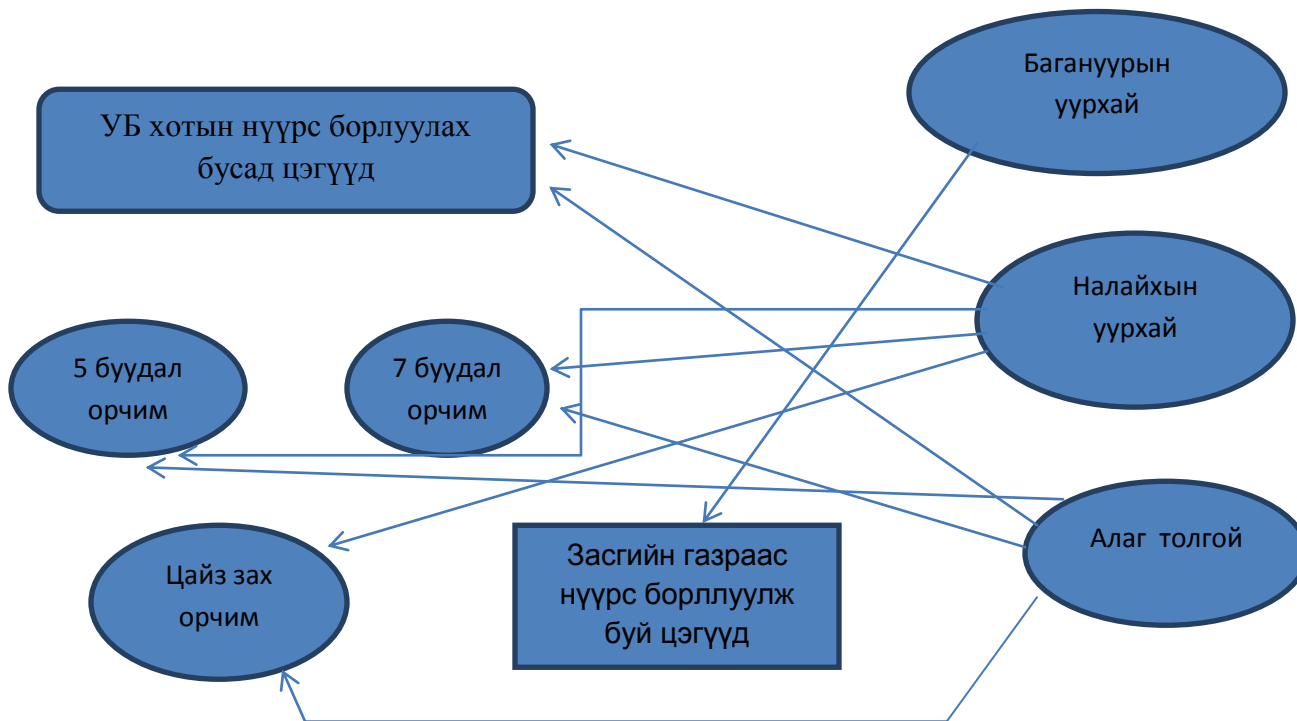 Багануурын
уурхай
УБ хотын нүүрс борлуулах
бусад цэгүүд
Налайхын
уурхай
5 буудал
орчим
7 буудал
орчим
Алаг толгой
Цайз зах
орчим
Засгийн газраас
нүүрс борллуулж
буй цэгүүд